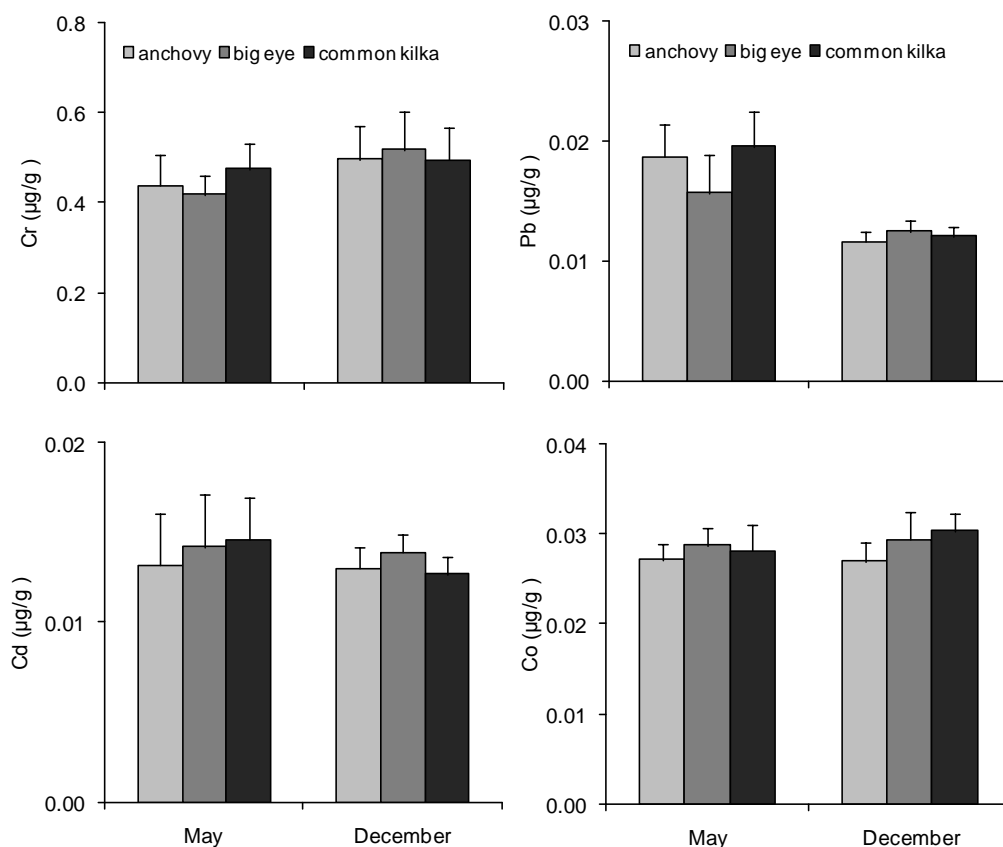 0.8
anchovy big eye common kilka
0.6
0.4
0.2
0.0
Cr (µg/g)
0.03
anchovy big eye common kilka
0.02
0.01
0.00
Pb (µg/g)
0.02
0.01
0.00
Cd (µg/g )
May December
0.04
0.03
0.02
0.01
0.00
Co (µg/g )
May December